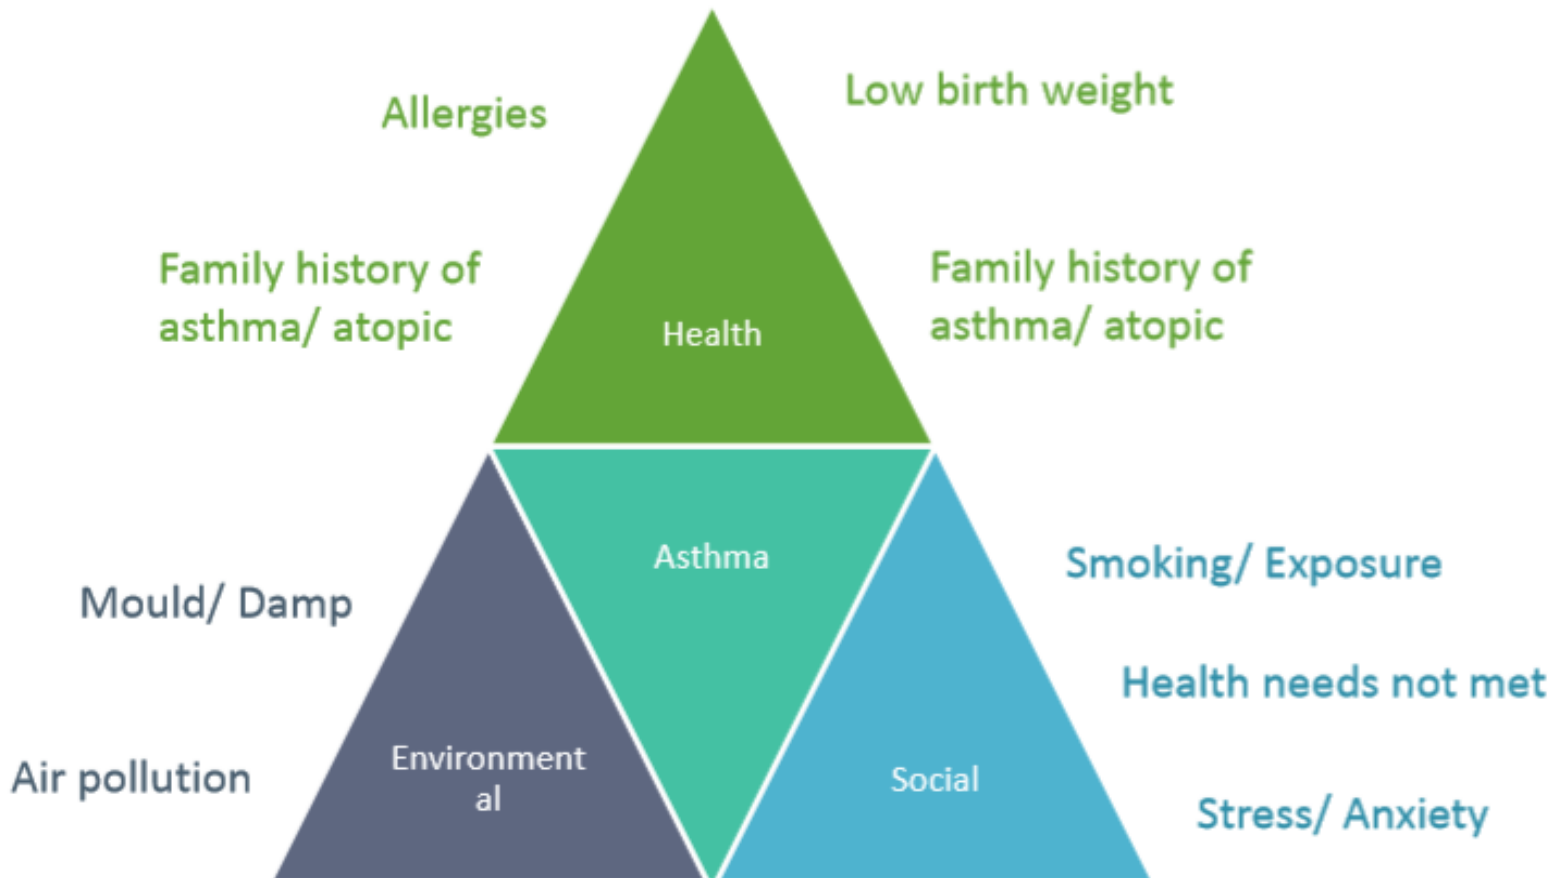 Allergies
Low birth weight
Family history of
asthma/ atopic
Family history of
asthma/ atopic
Health
Asthma
Mould/ Damp
Smoking/ Exposure
Health needs not met
Environment
al
Air pollution
Social
Stress/ Anxiety